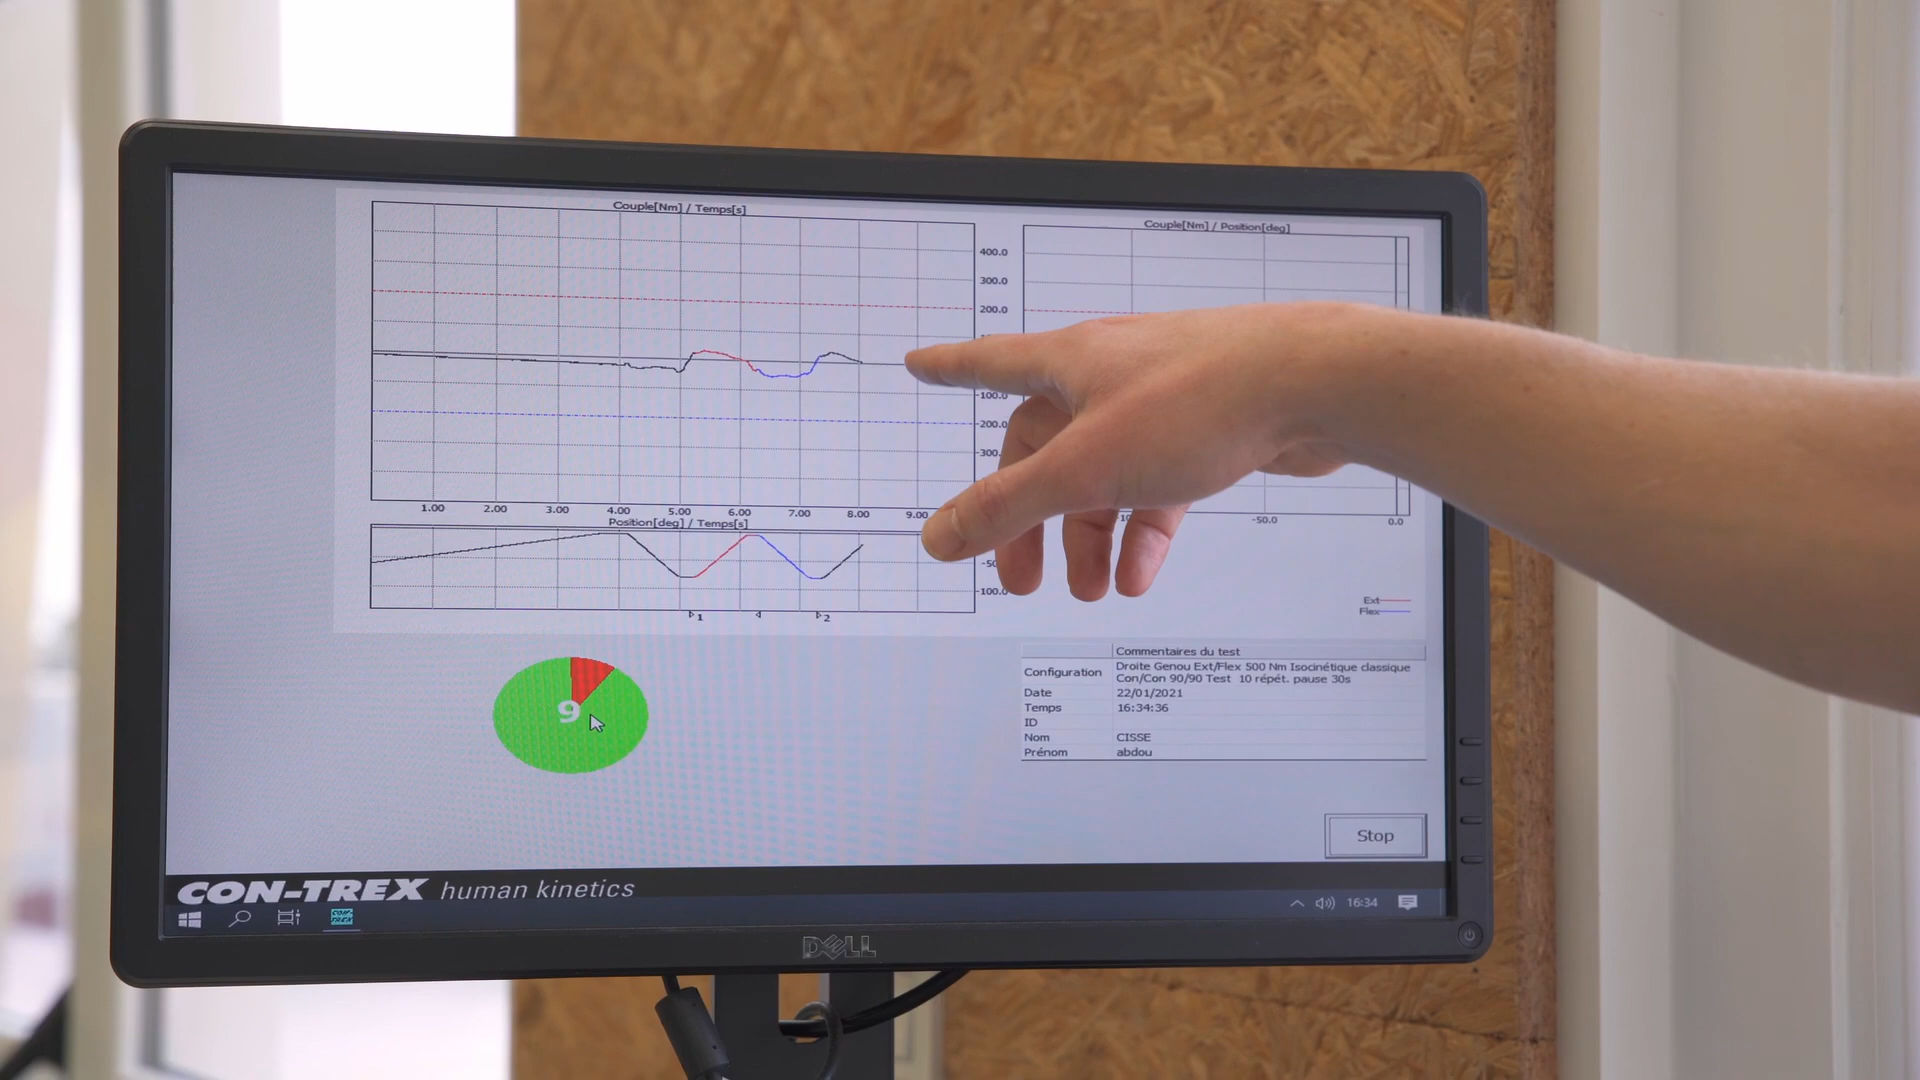 Couple[Nm] / Temps[s]
400.0
300.0
200.0
-100.0
-200.0
-300.
1.00 2.00 3.00 4.00 5.00 6.00 7.00 8.00 9.00
Position[deg] / Temps[s]
-100.0
1 2
Couple[Nm] / Position[deg]
-50.0 0.0
Ext
Flex
9
Commentaires du test
Configuration Droite Genou Ext/Flex 500 Nm Isocinétique classique
Con/Con 90/90 Test 10 répét. pause 30s
Date 22/01/2021
Temps 16:34:36
ID
Nom CISSE
Prénom abdou
Stop
CON-TREX human kinetics
CON-TREX
16:34
DELL